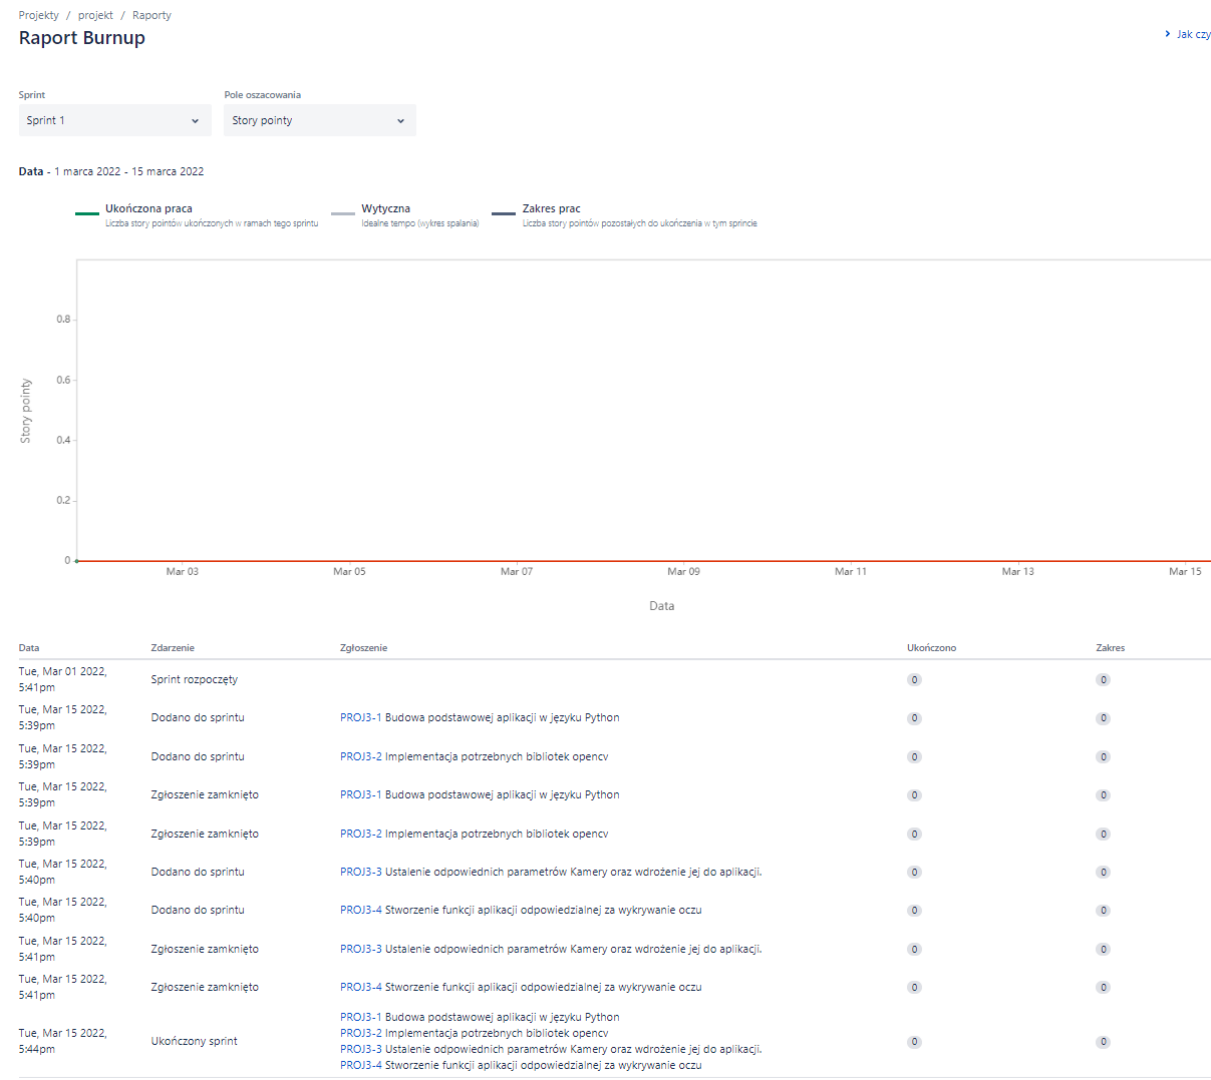 Projekty / projekt / Raporty
Raport Burnup
Jak czy
Sprint
Pole oszacowania
Sprint 1
Story pointy
Data - 1 marca 2022 - 15 marca 2022
Ukończona praca
Liczba story pointów ukończonych w ramach tego sprintu
Wytyczna
Idealne tempo (wykres spalania)
Zakres prac
Liczba story pointów pozostałych do ukończenia w tym sprincie
0.8
0.6
0.4
0.2
0
Story pointy
Mar 03 Mar 05 Mar 07 Mar 09 Mar 11 Mar 13 Mar 15
Data
Data Zdarzenie Zgłoszenie Ukończono Zakres
Tue, Mar 01 2022,
5:41pm
Sprint rozpoczęty 0 0
Tue, Mar 15 2022,
5:39pm
Dodano do sprintu PROJ3-1 Budowa podstawowej aplikacji w języku Python 0 0
Tue, Mar 15 2022,
5:39pm
Dodano do sprintu PROJ3-2 Implementacja potrzebnych bibliotek opencv 0 0
Tue, Mar 15 2022,
5:39pm
Zgłoszenie zamknięto PROJ3-1 Budowa podstawowej aplikacji w języku Python 0 0
Tue, Mar 15 2022,
5:39pm
Zgłoszenie zamknięto PROJ3-2 Implementacja potrzebnych bibliotek opencv 0 0
Tue, Mar 15 2022,
5:40pm
Dodano do sprintu PROJ3-3 Ustalenie odpowiednich parametrów Kamery oraz wdrożenie jej do aplikacji. 0 0
Tue, Mar 15 2022,
5:40pm
Dodano do sprintu PROJ3-4 Stworzenie funkcji aplikacji odpowiedzialnej za wykrywanie oczu 0 0
Tue, Mar 15 2022,
5:41pm
Zgłoszenie zamknięto PROJ3-3 Ustalenie odpowiednich parametrów Kamery oraz wdrożenie jej do aplikacji. 0 0
Tue, Mar 15 2022,
5:41pm
Zgłoszenie zamknięto PROJ3-4 Stworzenie funkcji aplikacji odpowiedzialnej za wykrywanie oczu 0 0
Tue, Mar 15 2022,
5:44pm
Ukończony sprint
PROJ3-1 Budowa podstawowej aplikacji w języku Python
PROJ3-2 Implementacja potrzebnych bibliotek opencv
PROJ3-3 Ustalenie odpowiednich parametrów Kamery oraz wdrożenie jej do aplikacji.
PROJ3-4 Stworzenie funkcji aplikacji odpowiedzialnej za wykrywanie oczu
0 0